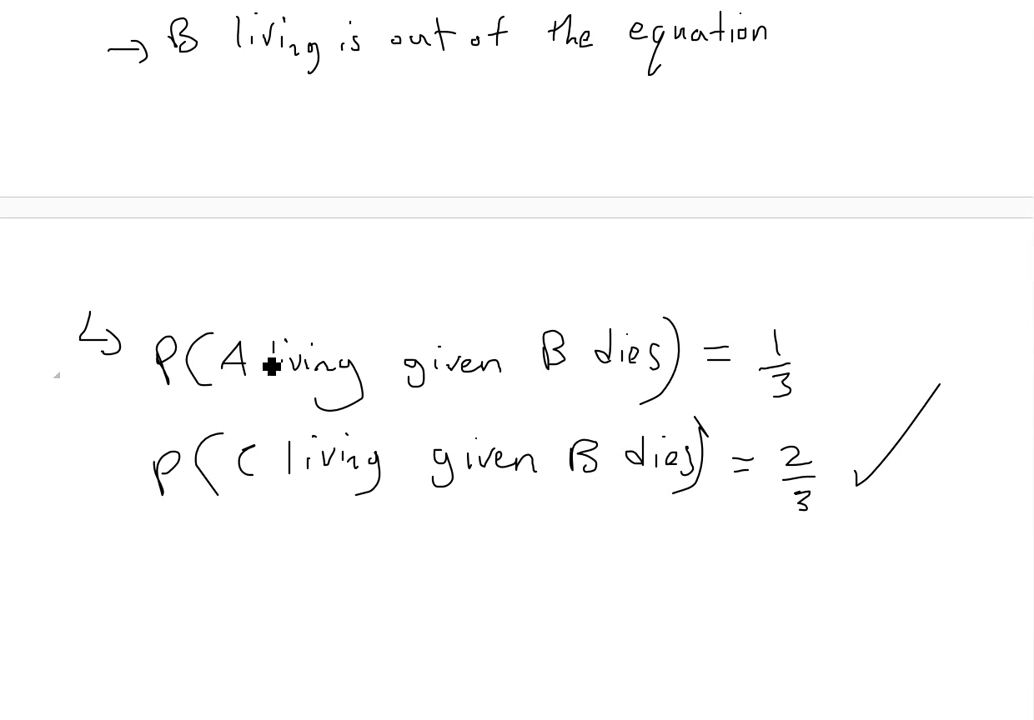 → B living is out of the equation
↳ P(A living given B dies) = 1/3
P(C living given B dies) = 2/3 ✓